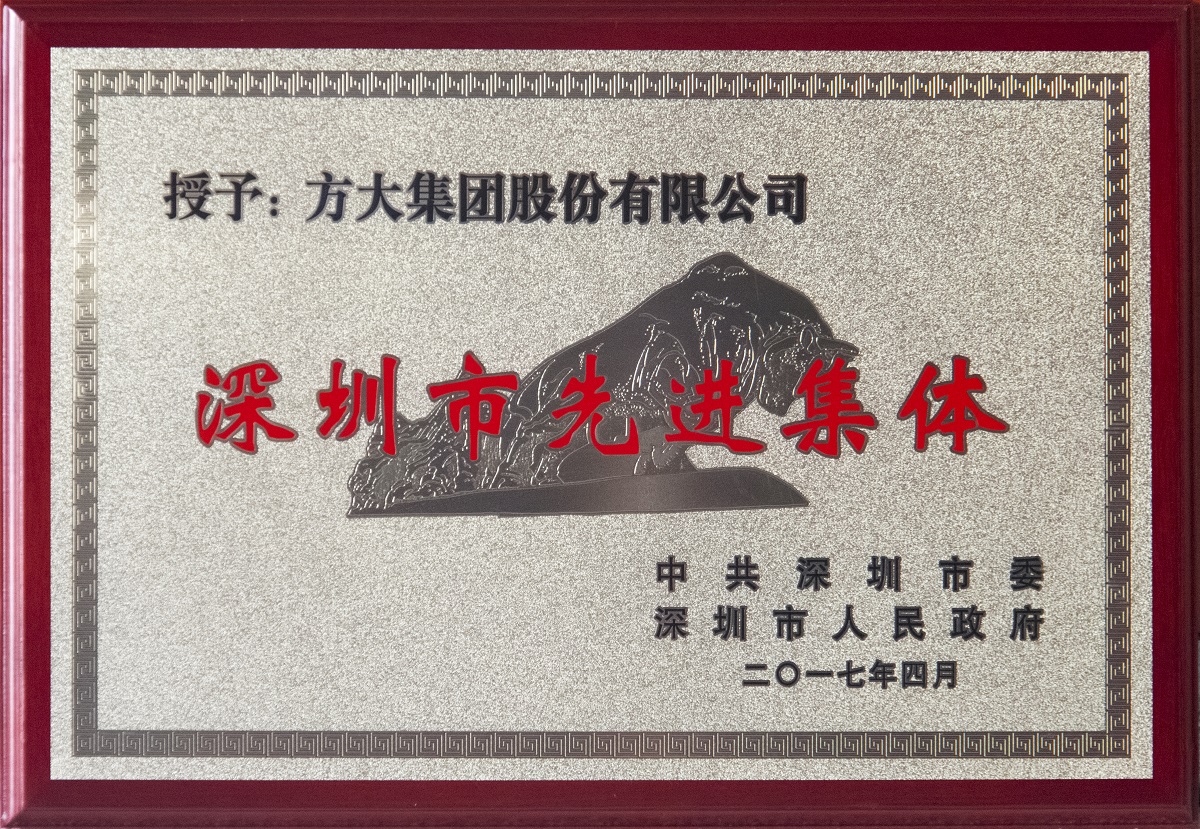 授予：方大集团股份有限公司
深圳市先进集体
中共深圳市委
深圳市人民政府
二〇一七年四月